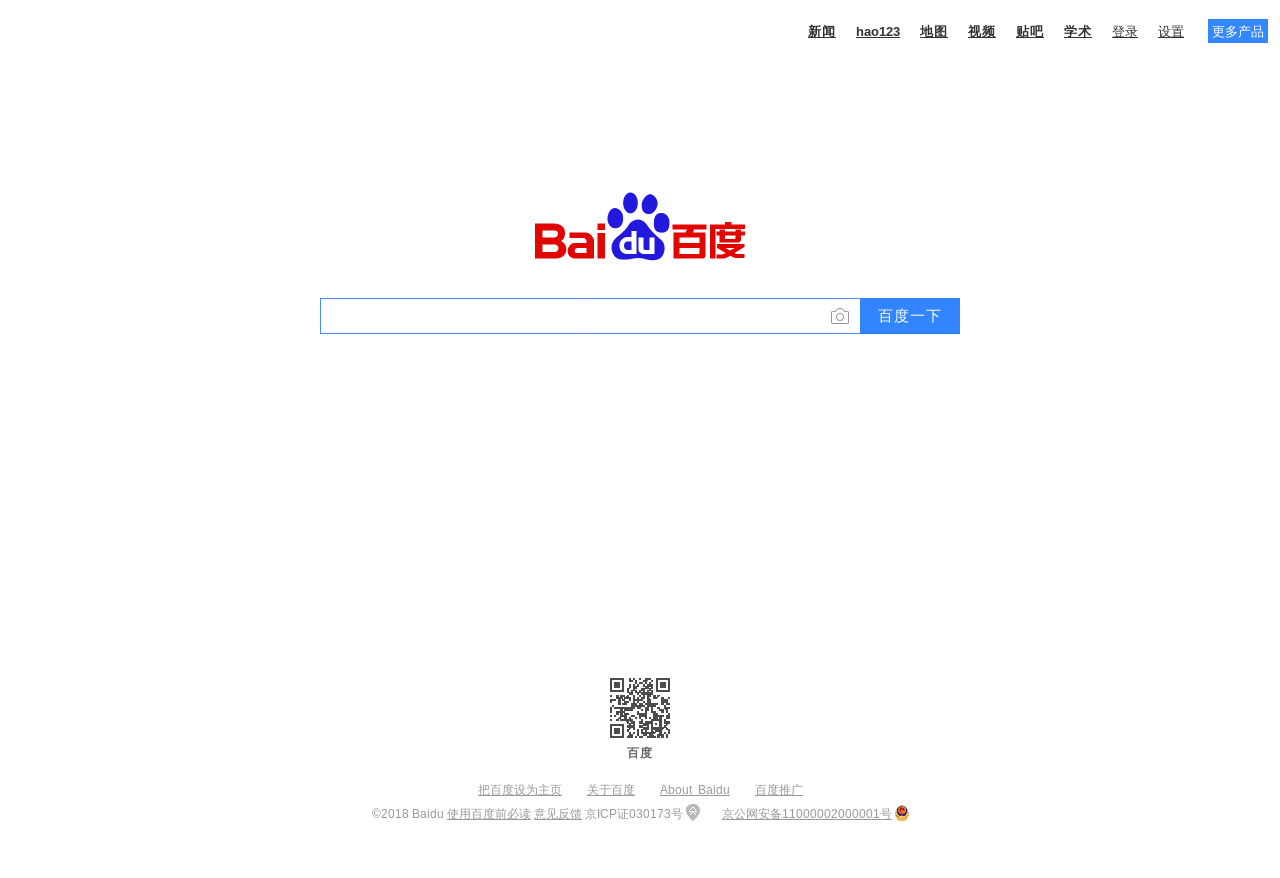 新闻 hao123 地图 视频 贴吧 学术 登录 设置 更多产品
Bai du 百度
百度一下
百度
把百度设为主页 关于百度 About Baidu 百度推广
©2018 Baidu 使用百度前必读 意见反馈 京ICP证030173号 京公网安备11000002000001号